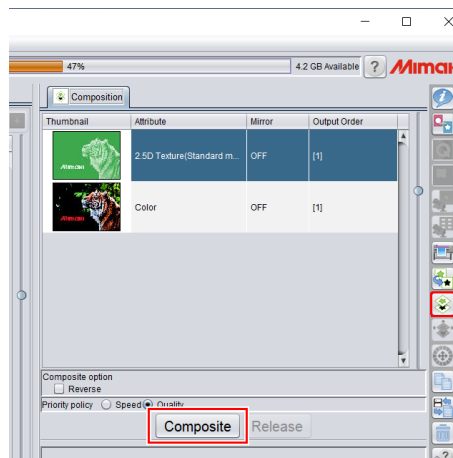 47%
4.2 GB Available
?
Mimak
Composition
Thumbnail Attribute Mirror Output Order
2.5D Texture(Standard m... OFF [1]
Color OFF [1]
Composite option
Reverse
Priority policy Speed Quality
Composite Release